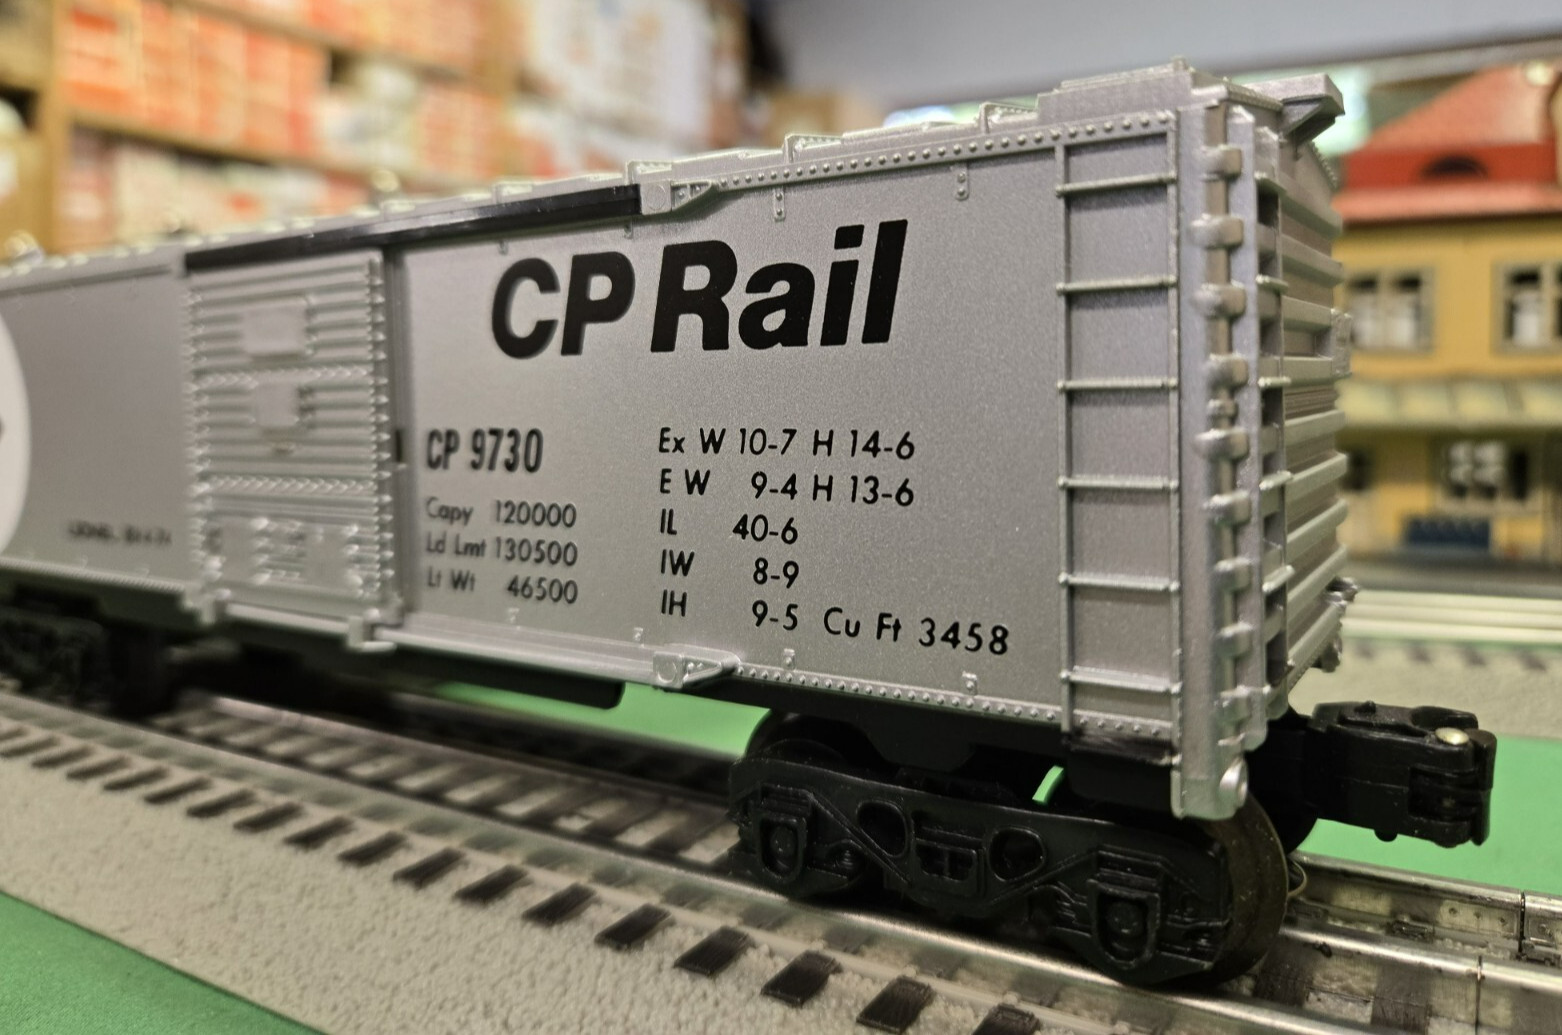 CP Rail
CP 9730
Capy 120000
Ld Lmt 130500
Lt Wt 46500
Ex W 10-7 H 14-6
E W 9-4 H 13-6
IL 40-6
IW 8-9
IH 9-5 Cu Ft 3458